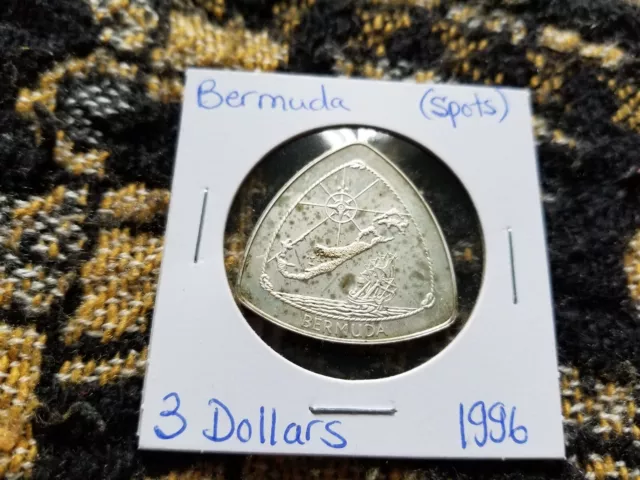 Bermuda (Spots)
BERMUDA
3 Dollars 1996